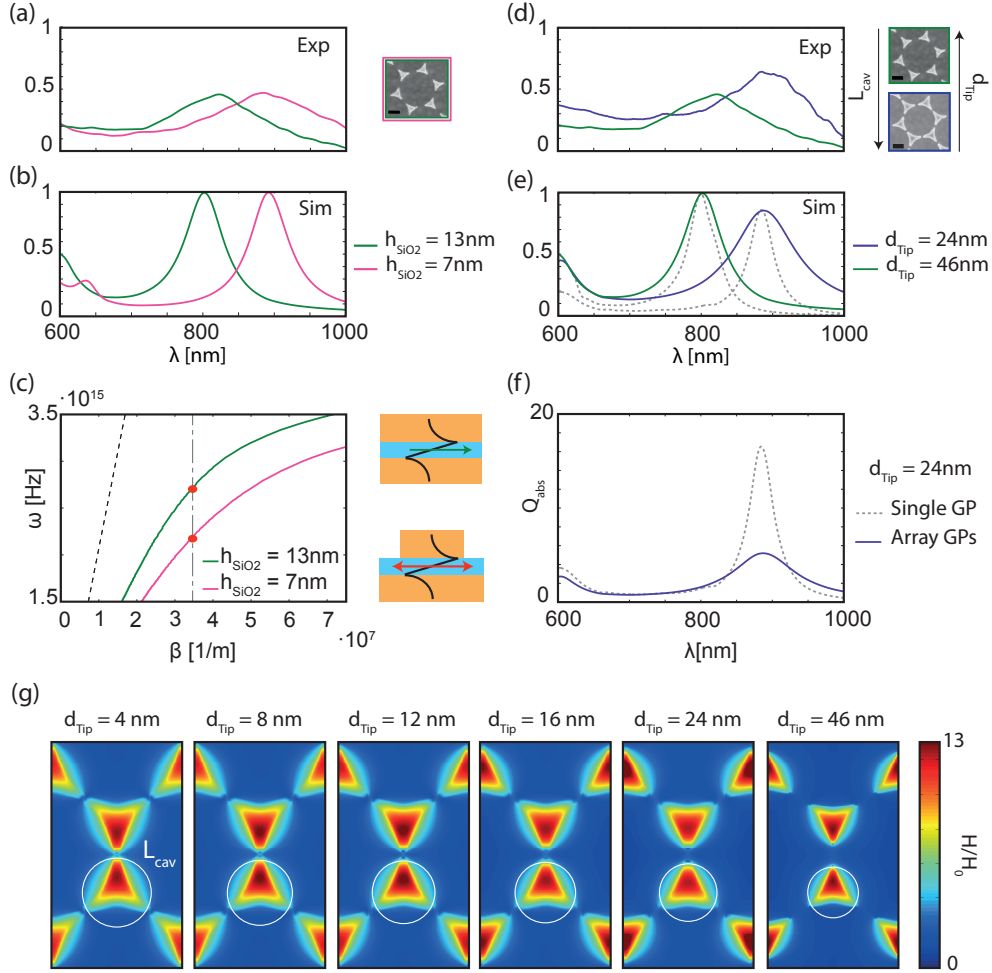 (a)
1
0.5
0
Exp
(b)
1
0.5
0
Sim
600
800
1000
λ [nm]
h_SiO2 = 13nm
h_SiO2 = 7nm
(c)
·10^15
3.5
1.5
ω [Hz]
h_SiO2 = 13nm
h_SiO2 = 7nm
0
1
2
3
4
5
6
7
·10^7
β [1/m]
(d)
1
0.5
0
Exp
L_cav
d_Tip
(e)
1
0.5
0
Sim
600
800
1000
λ [nm]
d_Tip = 24nm
d_Tip = 46nm
(f)
20
0
Q_abs
600
800
1000
λ[nm]
d_Tip = 24nm
Single GP
Array GPs
(g)
d_Tip = 4 nm
d_Tip = 8 nm
d_Tip = 12 nm
d_Tip = 16 nm
d_Tip = 24 nm
d_Tip = 46 nm
L_cav
13
0
H/H_0